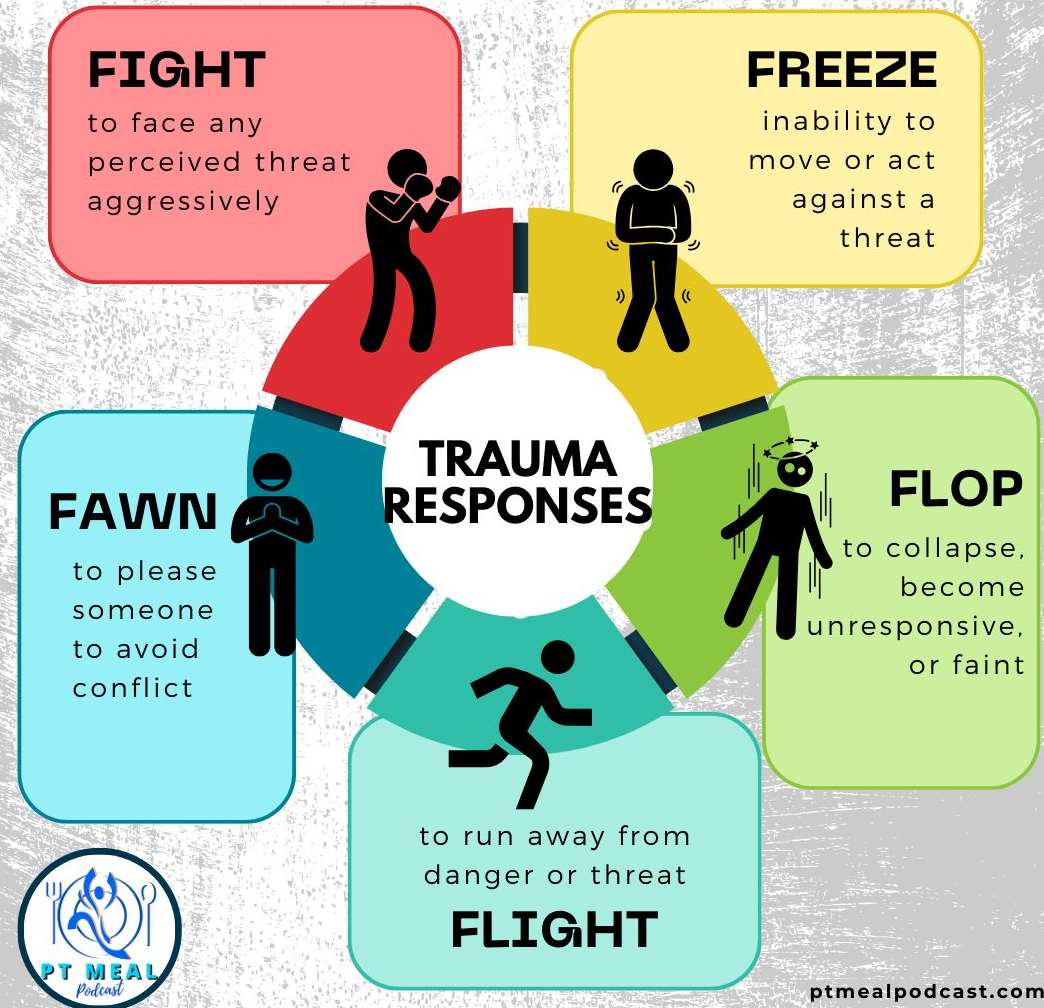 FIGHT
to face any
perceived threat
aggressively
FREEZE
inability to
move or act
against a
threat
TRAUMA
RESPONSES
FAWN
to please
someone
to avoid
conflict
FLOP
to collapse,
become
unresponsive,
or faint
to run away from
danger or threat
FLIGHT
PT MEAL
Podcast
ptmealpodcast.com